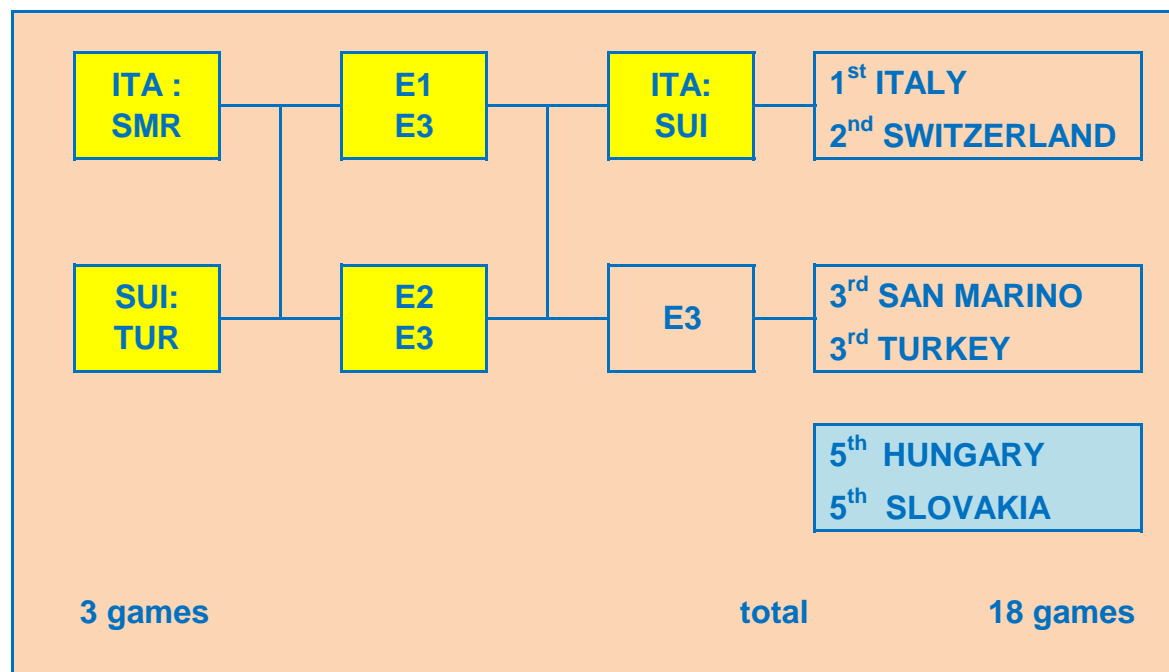 ITA :
SMR
E1
E3
ITA:
SUI
1st ITALY
2nd SWITZERLAND
SUI:
TUR
E2
E3
E3
3rd SAN MARINO
3rd TURKEY
5th HUNGARY
5th SLOVAKIA
3 games total 18 games